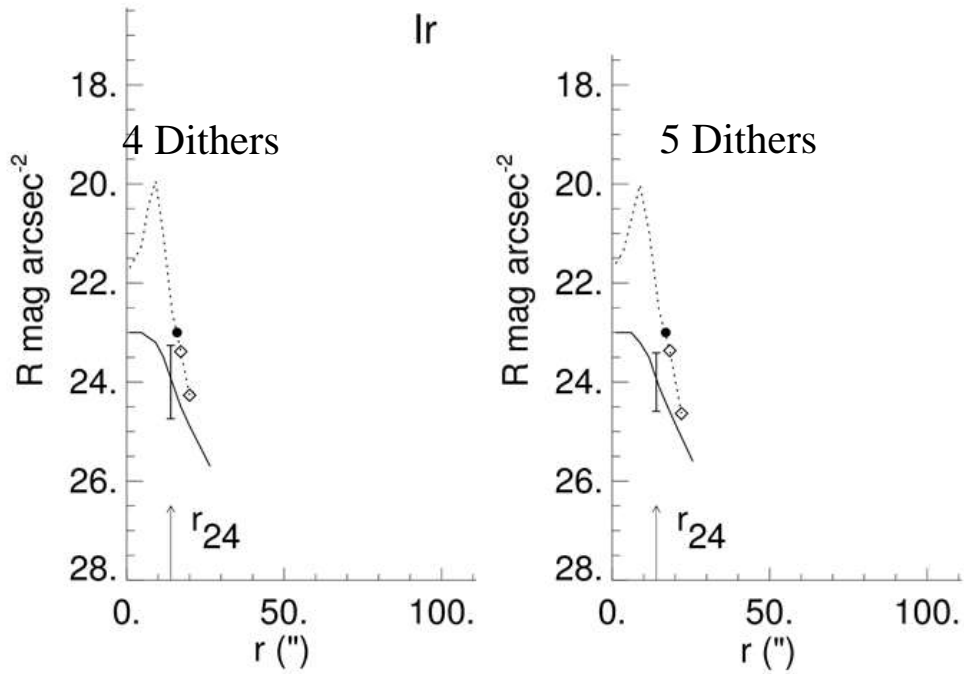 Ir
4 Dithers
R mag arcsec-2
18.
20.
22.
24.
26.
28.
r24
0.
50.
100.
r (")
5 Dithers
R mag arcsec-2
18.
20.
22.
24.
26.
28.
r24
0.
50.
100.
r (")